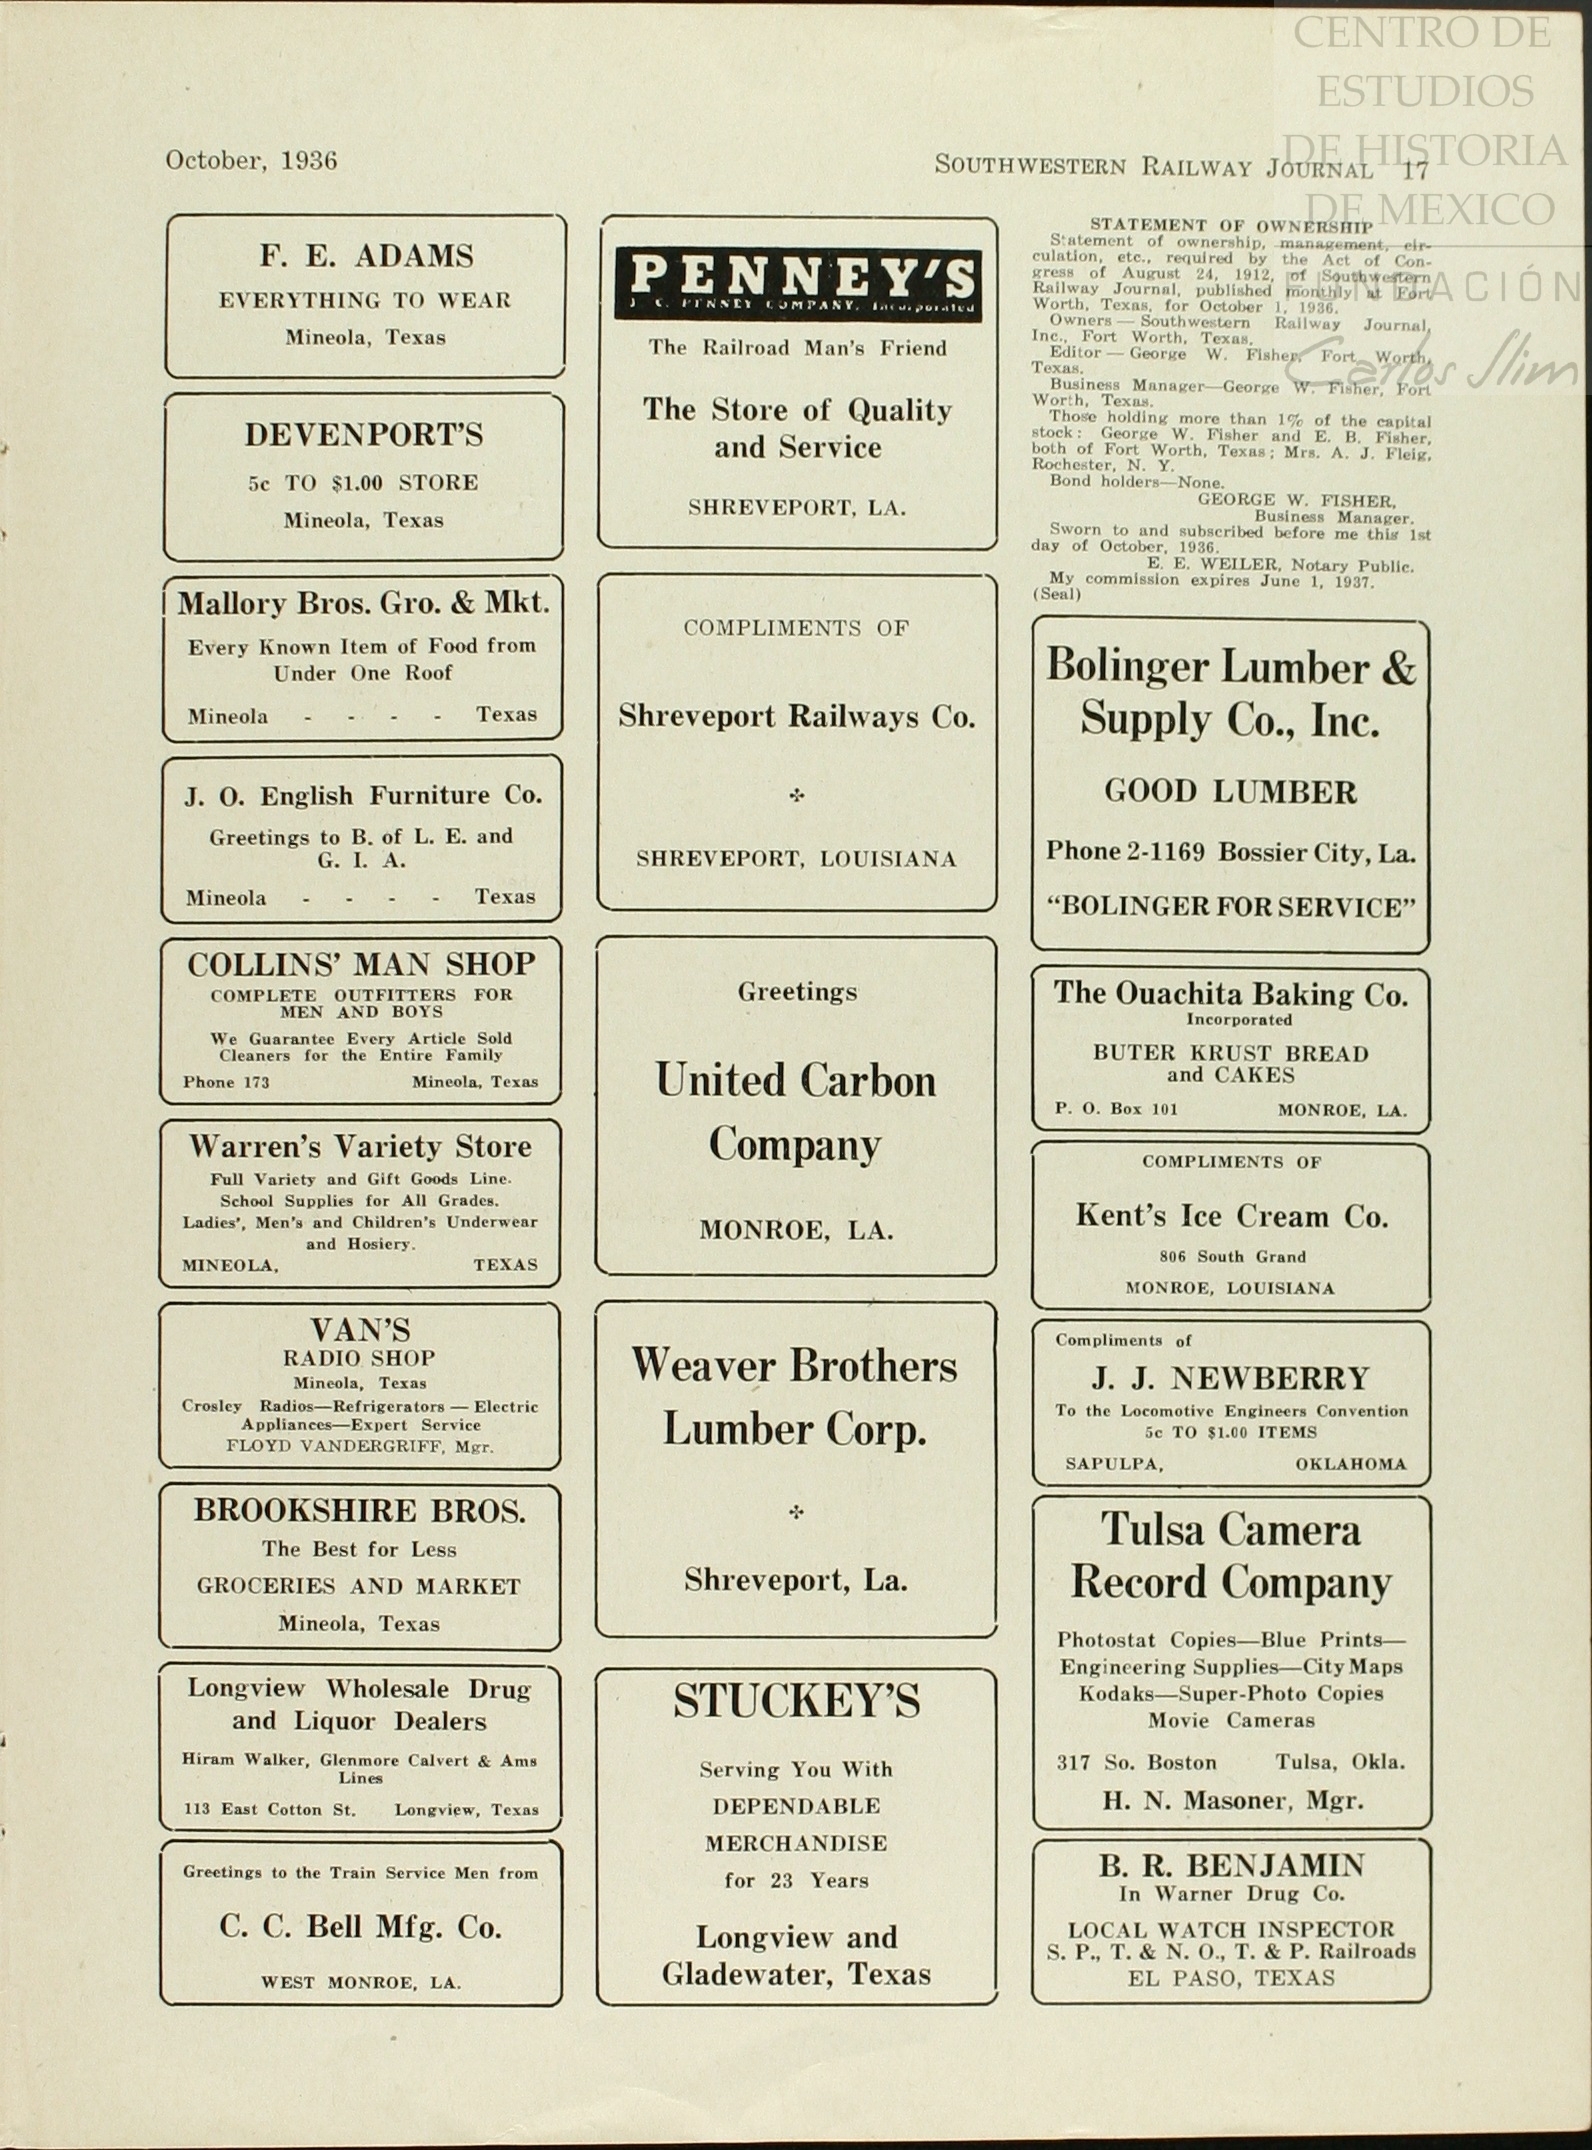 CENTRO DE
ESTUDIOS
DE HISTORIA
DE MEXICO
FUNDACIÓN
Carlos Slim
October, 1936
SOUTHWESTERN RAILWAY JOURNAL 17
F. E. ADAMS
EVERYTHING TO WEAR
Mineola, Texas
DEVENPORT'S
5c TO $1.00 STORE
Mineola, Texas
Mallory Bros. Gro. & Mkt.
Every Known Item of Food from
Under One Roof
Mineola - - - - Texas
J. O. English Furniture Co.
Greetings to B. of L. E. and
G. I. A.
Mineola - - - - Texas
COLLINS' MAN SHOP
COMPLETE OUTFITTERS FOR
MEN AND BOYS
We Guarantee Every Article Sold
Cleaners for the Entire Family
Phone 173 Mineola, Texas
Warren's Variety Store
Full Variety and Gift Goods Line.
School Supplies for All Grades.
Ladies', Men's and Children's Underwear
and Hosiery.
MINEOLA, TEXAS
VAN'S
RADIO SHOP
Mineola, Texas
Crosley Radios—Refrigerators — Electric
Appliances—Expert Service
FLOYD VANDERGRIFF, Mgr.
BROOKSHIRE BROS.
The Best for Less
GROCERIES AND MARKET
Mineola, Texas
Longview Wholesale Drug
and Liquor Dealers
Hiram Walker, Glenmore Calvert & Ams
Lines
113 East Cotton St. Longview, Texas
Greetings to the Train Service Men from
C. C. Bell Mfg. Co.
WEST MONROE, LA.
PENNEY'S
J. C. PENNEY COMPANY, Incorporated
The Railroad Man's Friend
The Store of Quality
and Service
SHREVEPORT, LA.
COMPLIMENTS OF
Shreveport Railways Co.
SHREVEPORT, LOUISIANA
Greetings
United Carbon
Company
MONROE, LA.
Weaver Brothers
Lumber Corp.
Shreveport, La.
STUCKEY'S
Serving You With
DEPENDABLE
MERCHANDISE
for 23 Years
Longview and
Gladewater, Texas
STATEMENT OF OWNERSHIP
Statement of ownership, management, cir-
culation, etc., required by the Act of Con-
gress of August 24, 1912, of Southwestern
Railway Journal, published monthly at Fort
Worth, Texas, for October 1, 1936.
Owners — Southwestern Railway Journal,
Inc., Fort Worth, Texas.
Editor — George W. Fisher, Fort Worth,
Texas.
Business Manager—George W. Fisher, Fort
Worth, Texas.
Those holding more than 1% of the capital
stock: George W. Fisher and E. B. Fisher,
both of Fort Worth, Texas; Mrs. A. J. Fleig,
Rochester, N. Y.
Bond holders—None.
GEORGE W. FISHER,
Business Manager.
Sworn to and subscribed before me this 1st
day of October, 1936.
E. E. WEILER, Notary Public.
My commission expires June 1, 1937.
(Seal)
Bolinger Lumber &
Supply Co., Inc.
GOOD LUMBER
Phone 2-1169 Bossier City, La.
“BOLINGER FOR SERVICE”
The Ouachita Baking Co.
Incorporated
BUTER KRUST BREAD
and CAKES
P. O. Box 101 MONROE, LA.
COMPLIMENTS OF
Kent's Ice Cream Co.
806 South Grand
MONROE, LOUISIANA
Compliments of
J. J. NEWBERRY
To the Locomotive Engineers Convention
5c TO $1.00 ITEMS
SAPULPA, OKLAHOMA
Tulsa Camera
Record Company
Photostat Copies—Blue Prints—
Engineering Supplies—City Maps
Kodaks—Super-Photo Copies
Movie Cameras
317 So. Boston Tulsa, Okla.
H. N. Masoner, Mgr.
B. R. BENJAMIN
In Warner Drug Co.
LOCAL WATCH INSPECTOR
S. P., T. & N. O., T. & P. Railroads
EL PASO, TEXAS